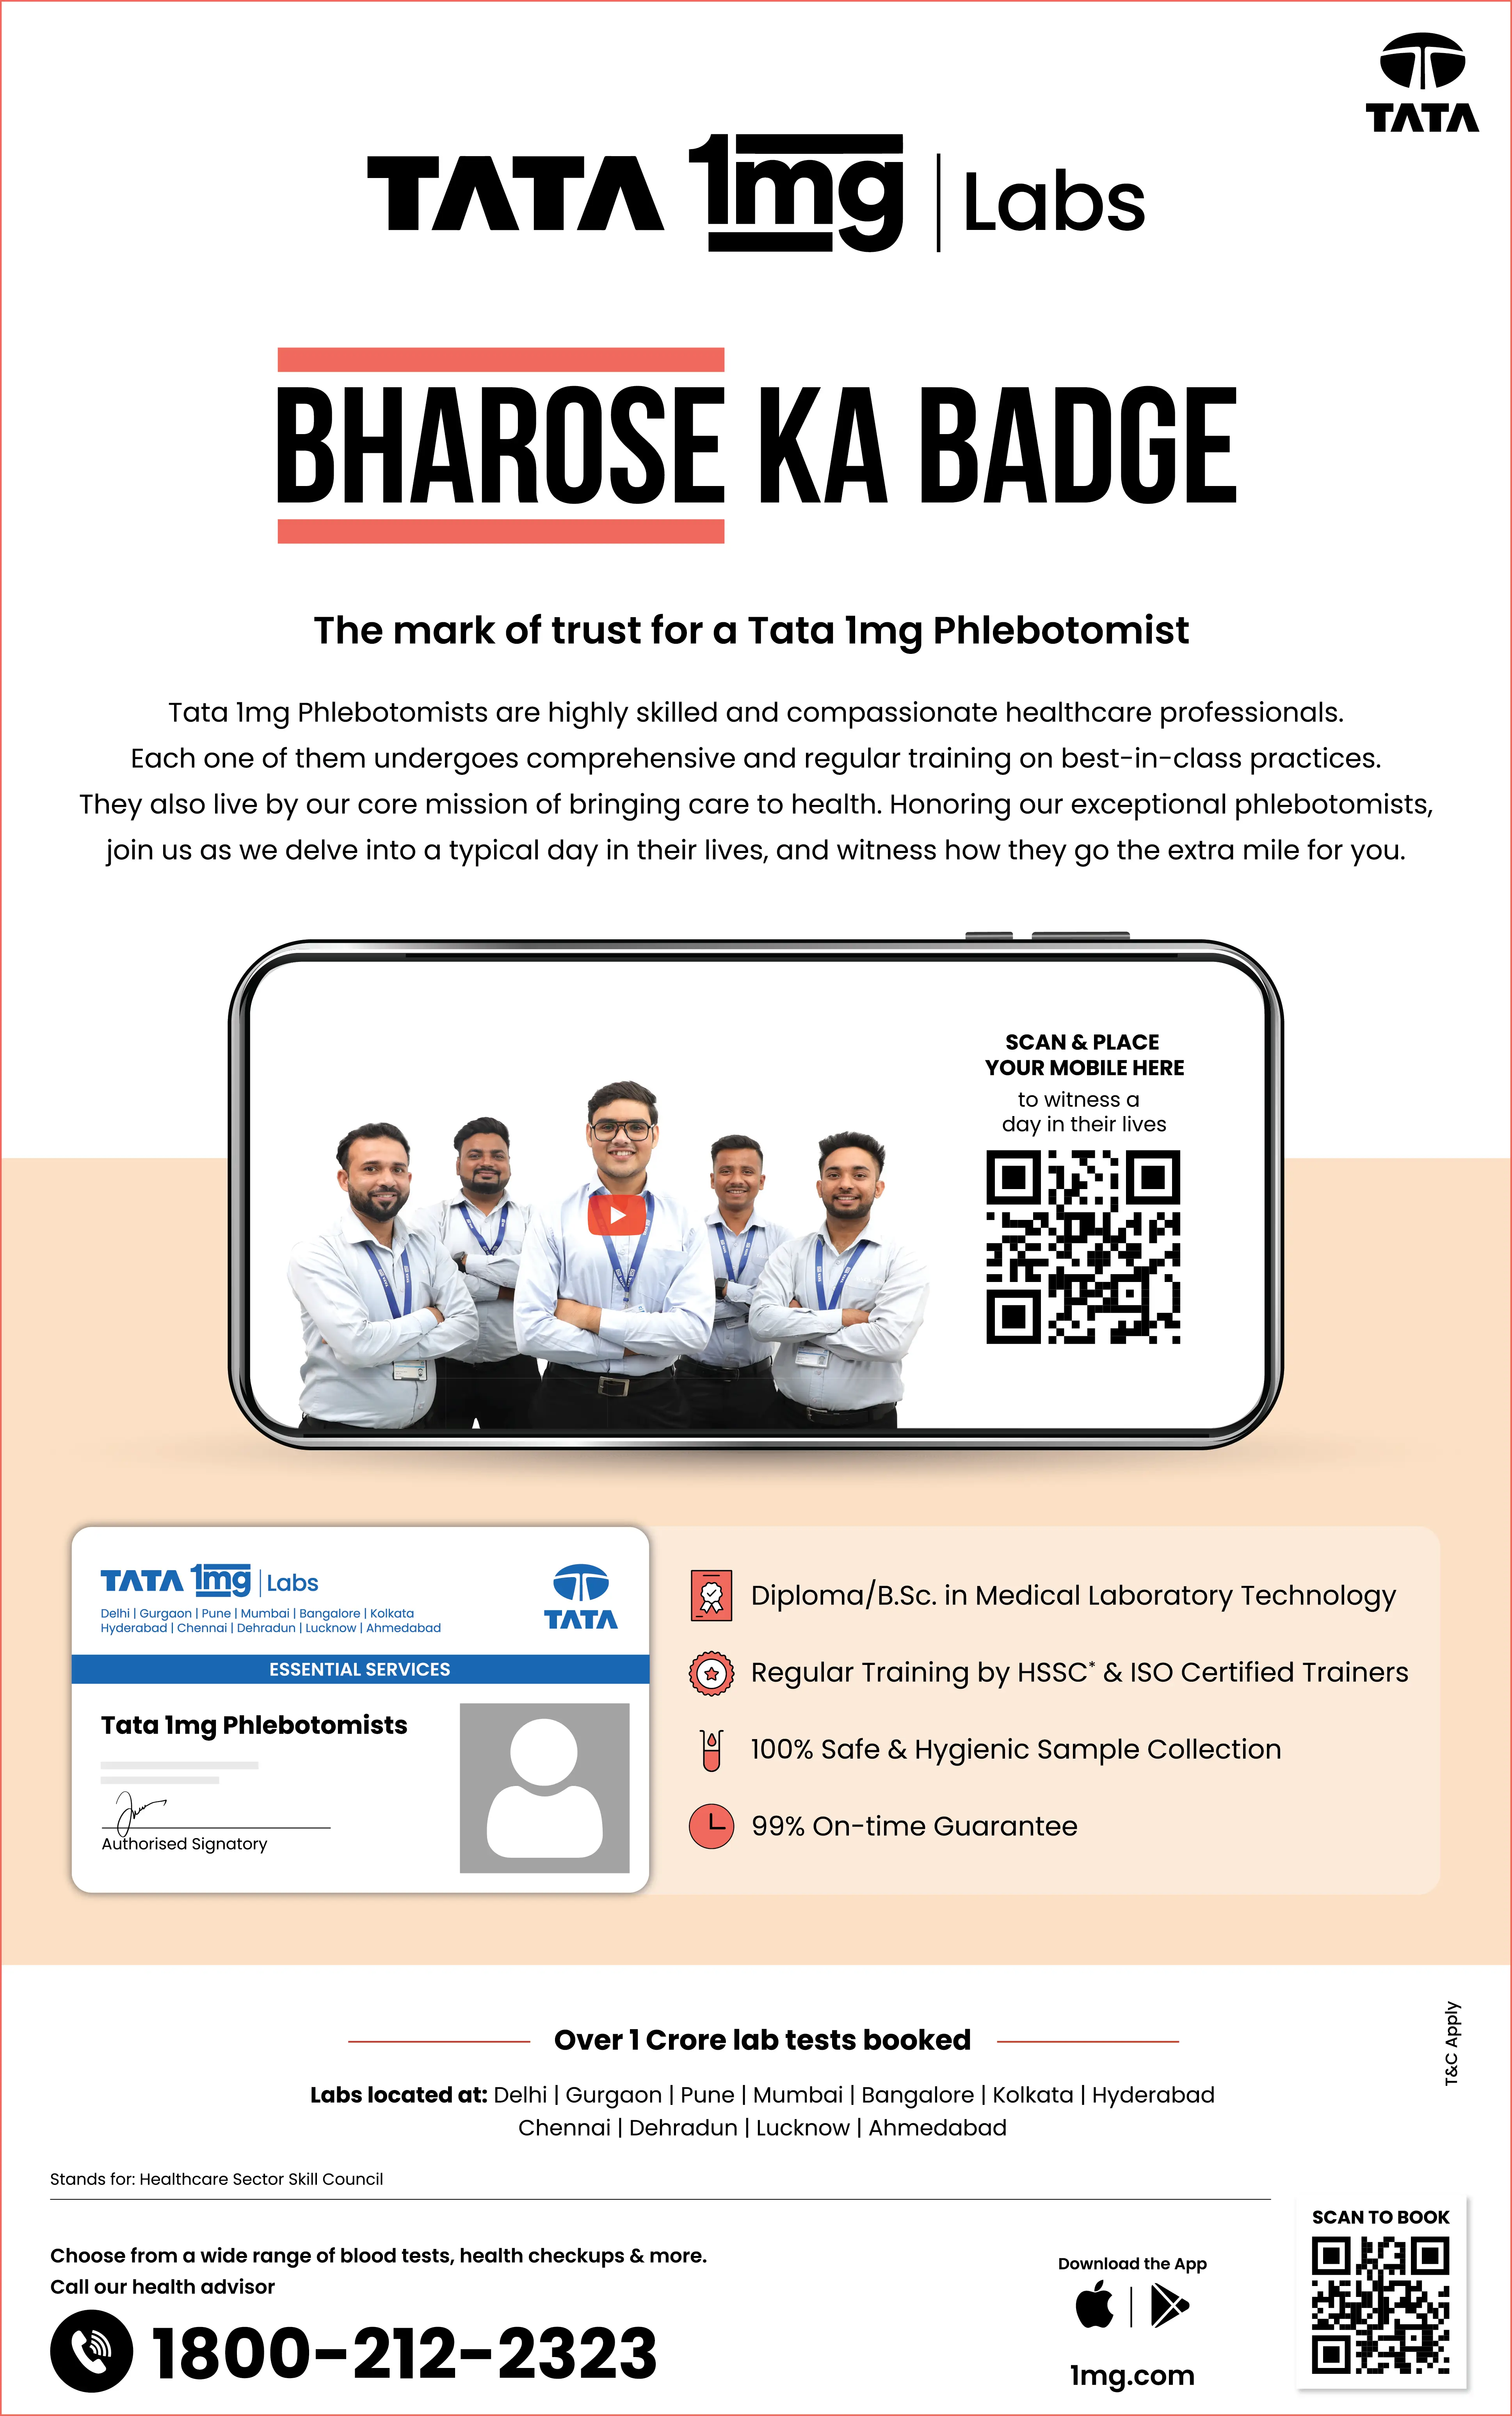 TATA
TATA 1mg | Labs
BHAROSE KA BADGE
The mark of trust for a Tata 1mg Phlebotomist
Tata 1mg Phlebotomists are highly skilled and compassionate healthcare professionals.
Each one of them undergoes comprehensive and regular training on best-in-class practices.
They also live by our core mission of bringing care to health. Honoring our exceptional phlebotomists,
join us as we delve into a typical day in their lives, and witness how they go the extra mile for you.
SCAN & PLACE
YOUR MOBILE HERE
to witness a
day in their lives
TATA 1mg | Labs
Delhi | Gurgaon | Pune | Mumbai | Bangalore | Kolkata
Hyderabad | Chennai | Dehradun | Lucknow | Ahmedabad
TATA
ESSENTIAL SERVICES
Tata 1mg Phlebotomists
Authorised Signatory
Diploma/B.Sc. in Medical Laboratory Technology
Regular Training by HSSC* & ISO Certified Trainers
100% Safe & Hygienic Sample Collection
99% On-time Guarantee
Over 1 Crore lab tests booked
Labs located at: Delhi | Gurgaon | Pune | Mumbai | Bangalore | Kolkata | Hyderabad
Chennai | Dehradun | Lucknow | Ahmedabad
T&C Apply
Stands for: Healthcare Sector Skill Council
Choose from a wide range of blood tests, health checkups & more.
Call our health advisor
1800-212-2323
Download the App
1mg.com
SCAN TO BOOK